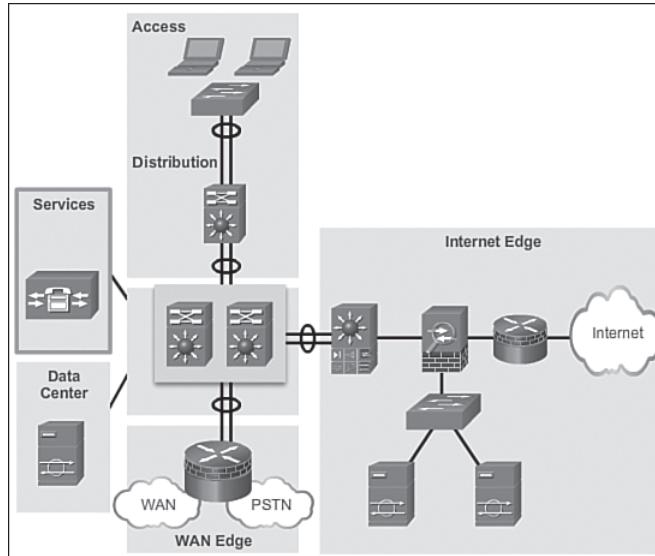 Access
Distribution
Services
Data
Center
Internet Edge
Internet
WAN
PSTN
WAN Edge